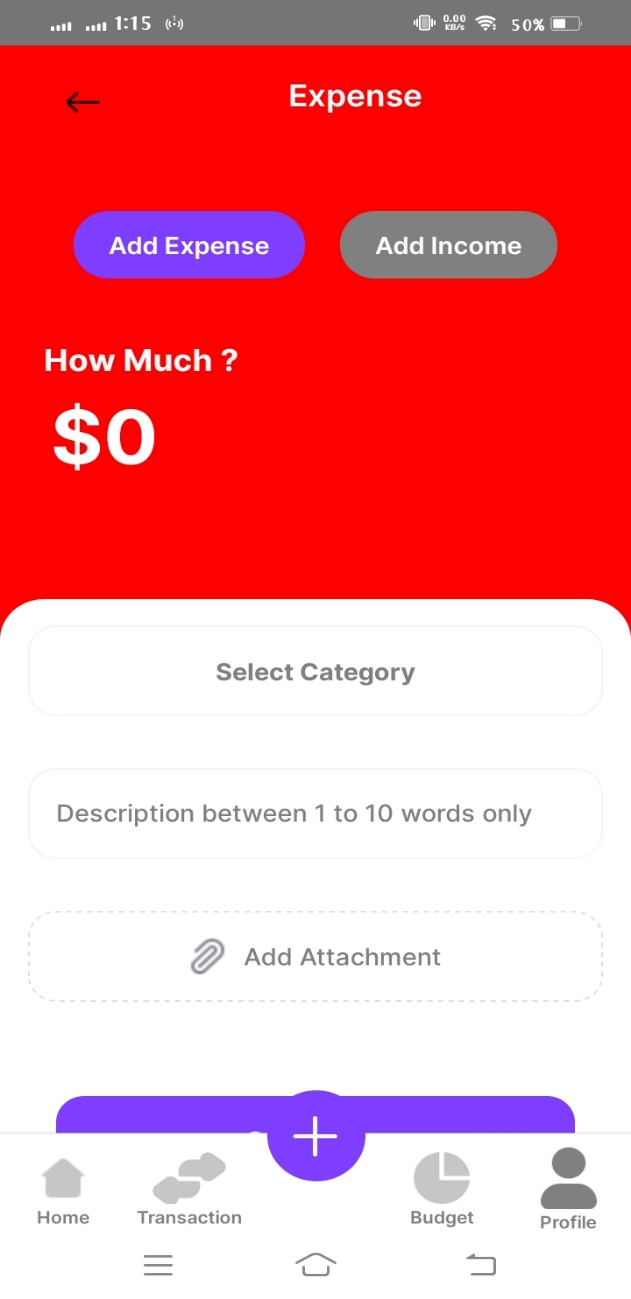 1:15
0.00
KB/s
50%
Expense
Add Expense
Add Income
How Much ?
$0
Select Category
Description between 1 to 10 words only
Add Attachment
Home
Transaction
Budget
Profile